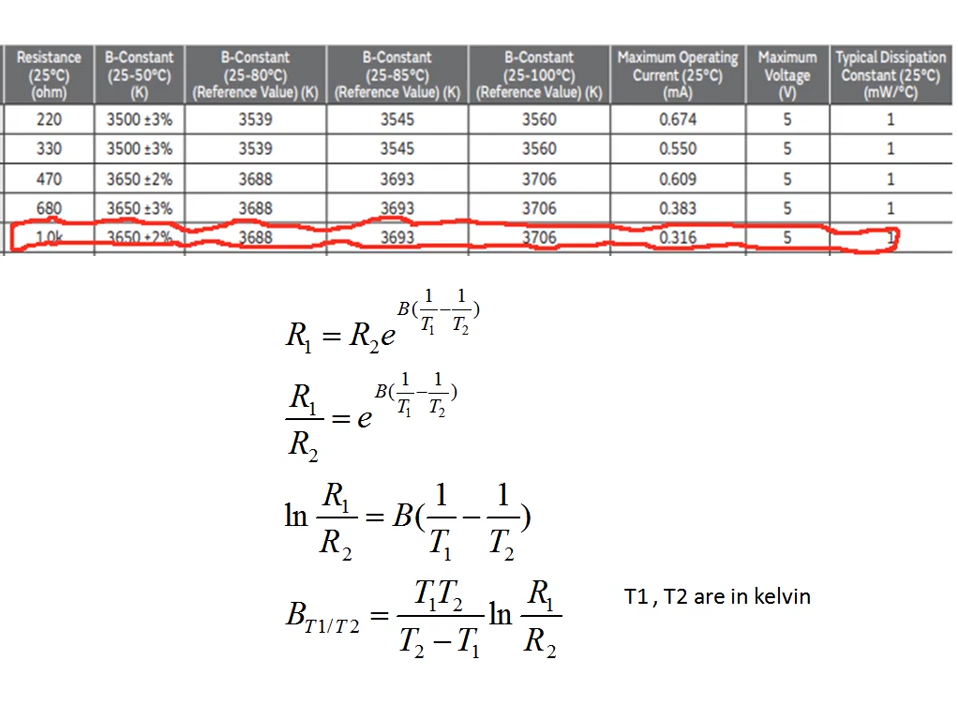 Resistance (25°C) (ohm) B-Constant (25-50°C) (K) B-Constant (25-80°C) (Reference Value) (K) B-Constant (25-85°C) (Reference Value) (K) B-Constant (25-100°C) (Reference Value) (K) Maximum Operating Current (25°C) (mA) Maximum Voltage (V) Typical Dissipation Constant (25°C) (mW/°C)
220 3500 ±3% 3539 3545 3560 0.674 5 1
330 3500 ±3% 3539 3545 3560 0.550 5 1
470 3650 ±2% 3688 3693 3706 0.609 5 1
680 3650 ±3% 3688 3693 3706 0.383 5 1
1.0k 3650 ±2% 3688 3693 3706 0.316 5 1
R₁ = R₂e^{B(1/T₁ − 1/T₂)}
R₁/R₂ = e^{B(1/T₁ − 1/T₂)}
ln R₁/R₂ = B(1/T₁ − 1/T₂)
B_{T1/T2} = T₁T₂/(T₂ − T₁) ln R₁/R₂
T1 , T2 are in kelvin